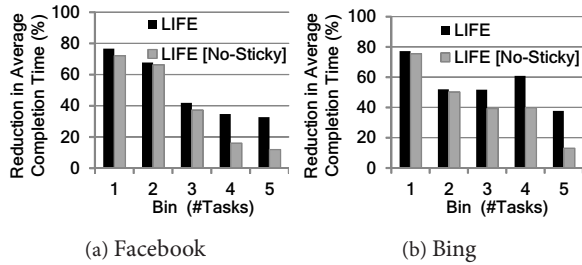 Reduction in Average
Completion Time (%)
100
80
60
40
20
0
LIFE
LIFE [No-Sticky]
1 2 3 4 5
Bin (#Tasks)
(a) Facebook
Reduction in Average
Completion Time (%)
100
80
60
40
20
0
LIFE
LIFE [No-Sticky]
1 2 3 4 5
Bin (#Tasks)
(b) Bing